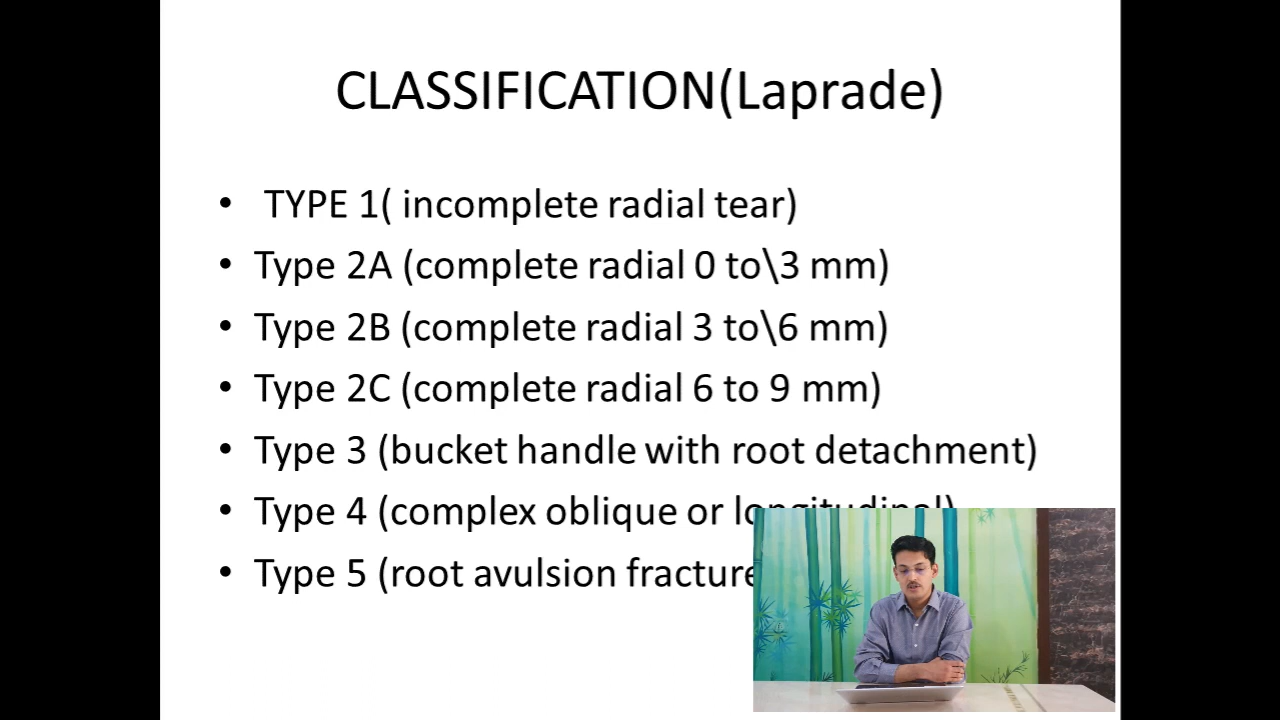 CLASSIFICATION(Laprade)
• TYPE 1( incomplete radial tear)
• Type 2A (complete radial 0 to\3 mm)
• Type 2B (complete radial 3 to\6 mm)
• Type 2C (complete radial 6 to 9 mm)
• Type 3 (bucket handle with root detachment)
• Type 4 (complex oblique or longitudinal)
• Type 5 (root avulsion fracture